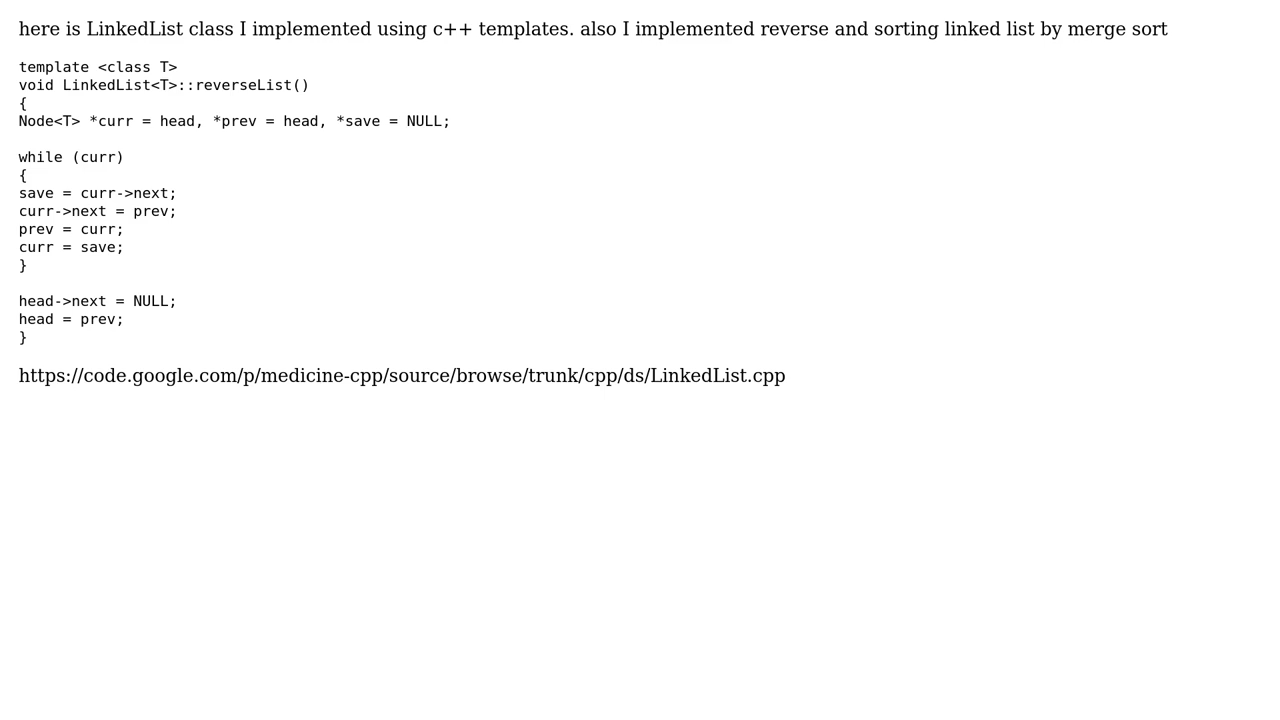 here is LinkedList class I implemented using c++ templates. also I implemented reverse and sorting linked list by merge sort
template <class T>
void LinkedList<T>::reverseList()
{
Node<T> *curr = head, *prev = head, *save = NULL;
while (curr)
{
save = curr->next;
curr->next = prev;
prev = curr;
curr = save;
}
head->next = NULL;
head = prev;
}
https://code.google.com/p/medicine-cpp/source/browse/trunk/cpp/ds/LinkedList.cpp